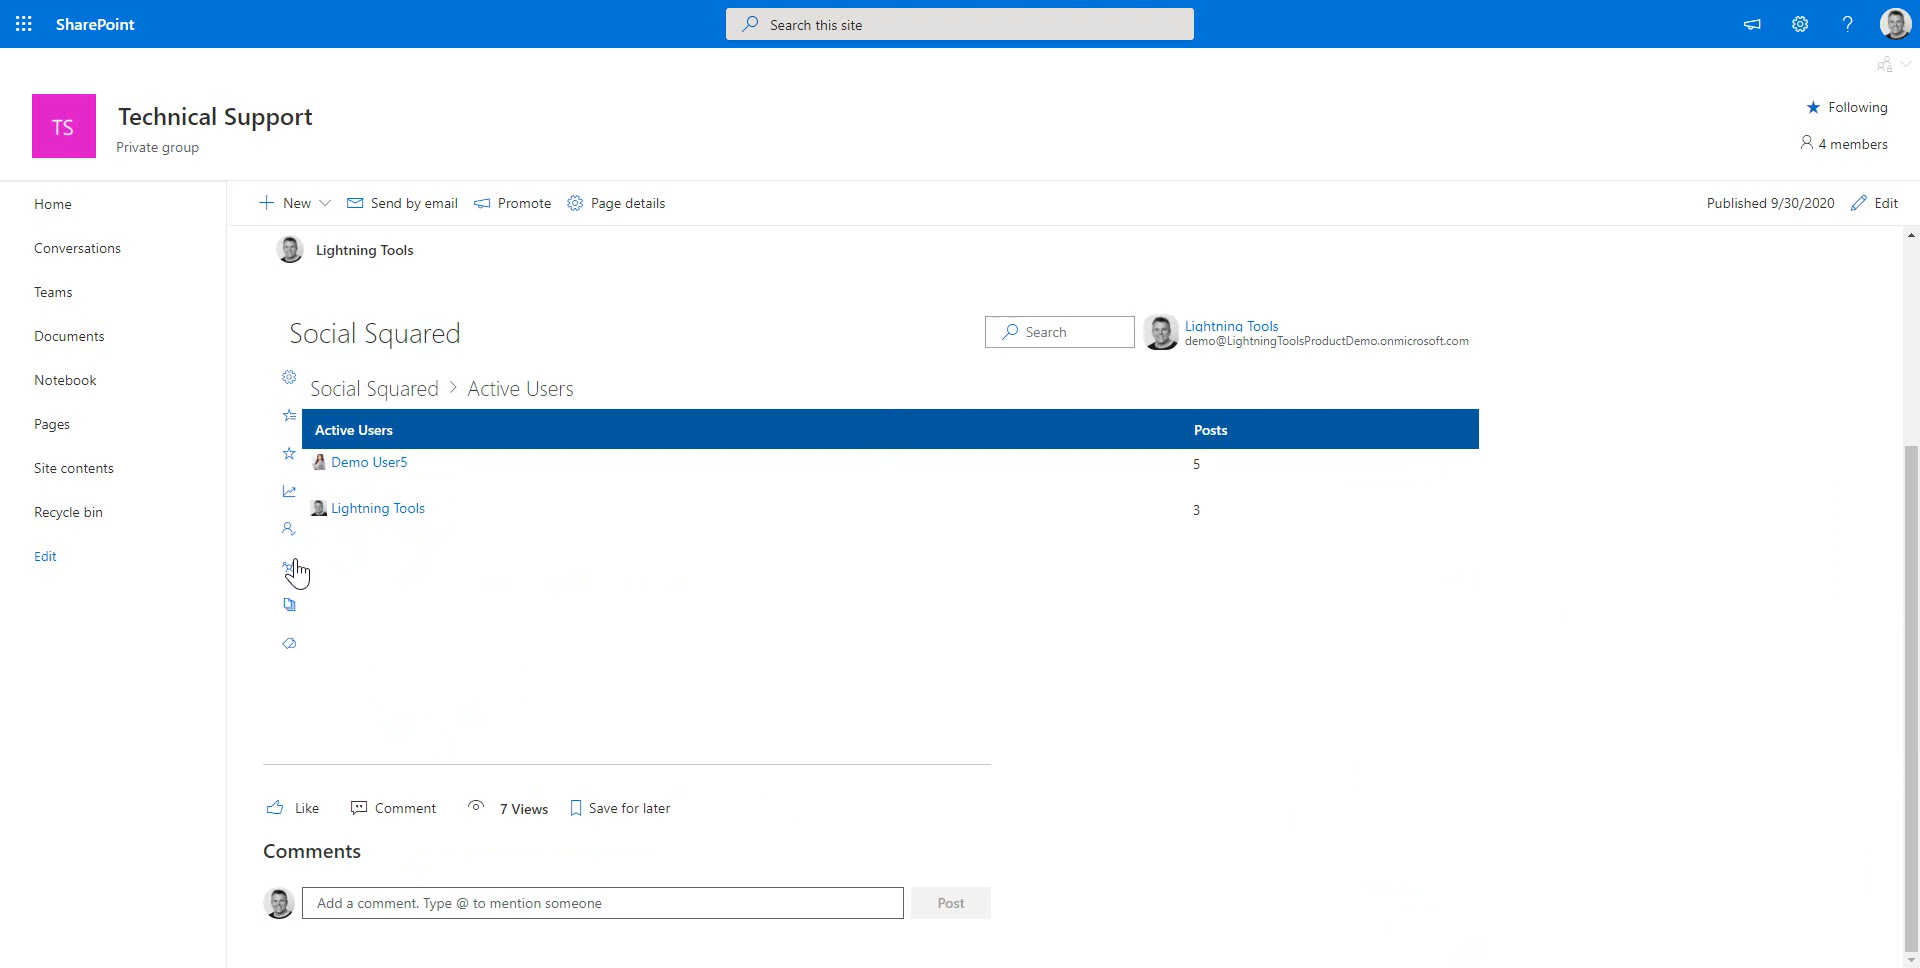 SharePoint
Search this site
Following
TS
Technical Support
Private group
4 members
Home
Conversations
Teams
Documents
Notebook
Pages
Site contents
Recycle bin
Edit
New
Send by email
Promote
Page details
Published 9/30/2020
Edit
Lightning Tools
Social Squared
Search
Lightning Tools
demo@LightningToolsProductDemo.onmicrosoft.com
Social Squared > Active Users
Active Users
Posts
Demo User5
5
Lightning Tools
3
Like
Comment
7 Views
Save for later
Comments
Add a comment. Type @ to mention someone
Post